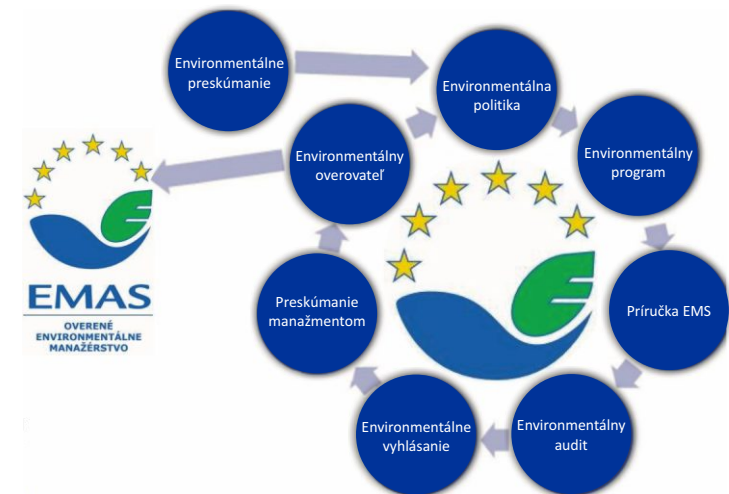 Environmentálne
preskúmanie
Environmentálna
politika
Environmentálny
program
Príručka EMS
Environmentálny
audit
Environmentálne
vyhlásanie
Preskúmanie
manažmentom
Environmentálny
overovateľ
EMAS
OVERENÉ
ENVIRONMENTÁLNE
MANAŽÉRSTVO